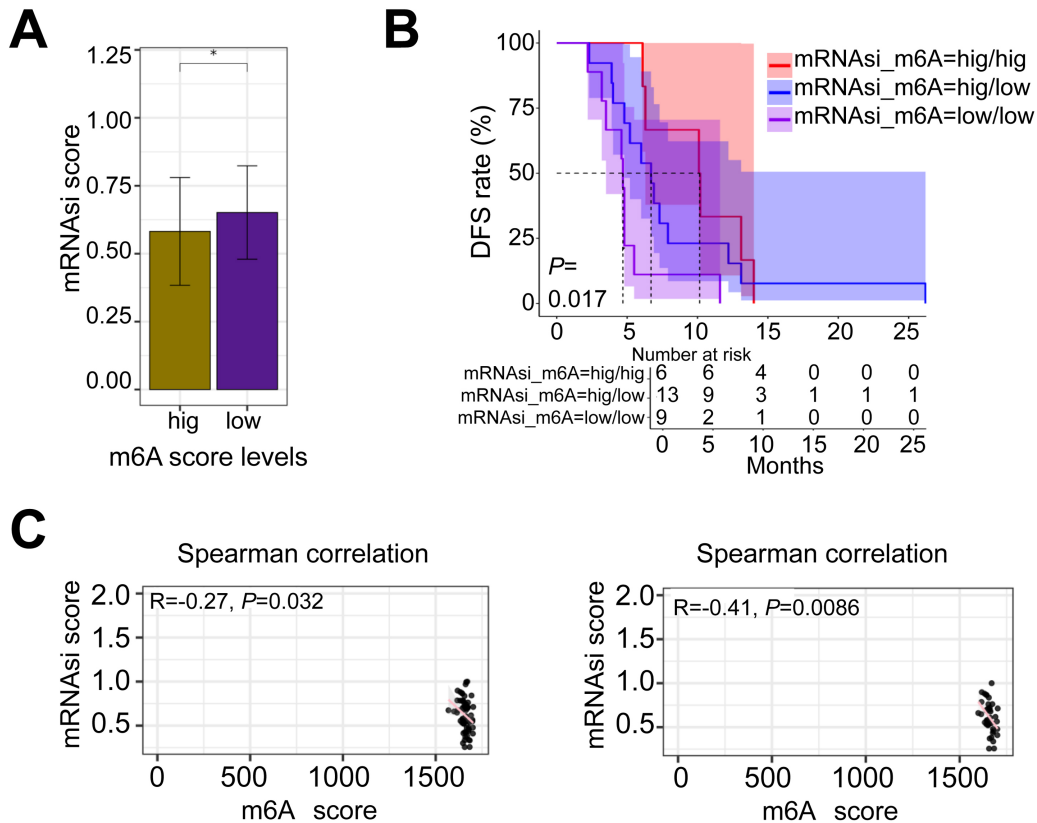 A
1.25
1.00
0.75
0.50
0.25
0.00
mRNAsi score
*
hig low
m6A score levels
B
100
75
50
25
0
DFS rate (%)
mRNAsi_m6A=hig/hig
mRNAsi_m6A=hig/low
mRNAsi_m6A=low/low
P=
0.017
0 5 10 15 20 25
Number at risk
mRNAsi_m6A=hig/hig 6 6 4 0 0 0
mRNAsi_m6A=hig/low 13 9 3 1 1 1
mRNAsi_m6A=low/low 9 2 1 0 0 0
0 5 10 15 20 25
Months
C
Spearman correlation
R=-0.27, P=0.032
2.0
1.5
1.0
0.5
mRNAsi score
0 500 1000 1500
m6A score
Spearman correlation
R=-0.41, P=0.0086
2.0
1.5
1.0
0.5
mRNAsi score
0 500 1000 1500
m6A score